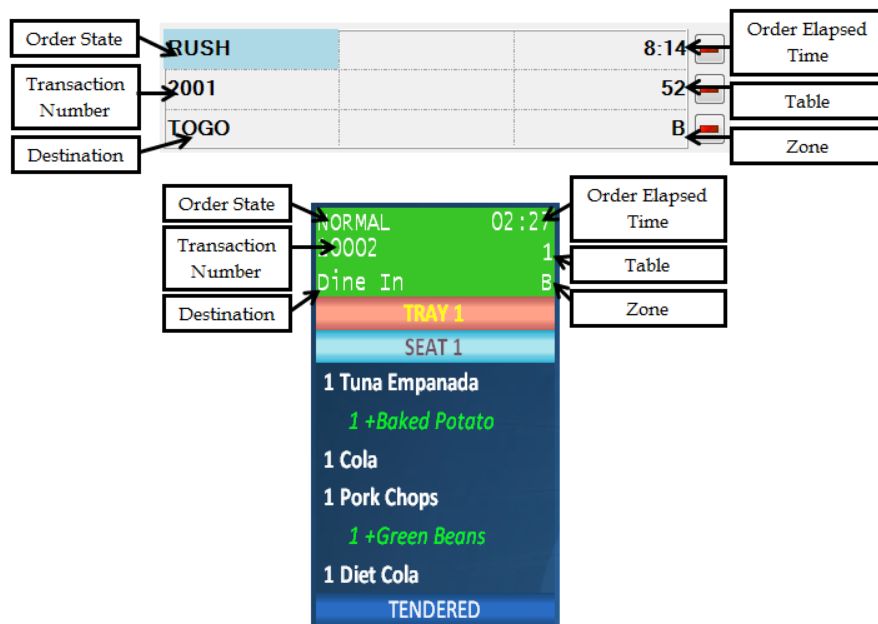 Order State
RUSH
8:14
Order Elapsed
Time
Transaction
Number
2001
52
Table
Destination
TOGO
B
Zone
Order State
NORMAL
02:27
Order Elapsed
Time
Transaction
Number
10002
1
Table
Destination
Dine In
B
Zone
TRAY 1
SEAT 1
1 Tuna Empanada
1 +Baked Potato
1 Cola
1 Pork Chops
1 +Green Beans
1 Diet Cola
TENDERED